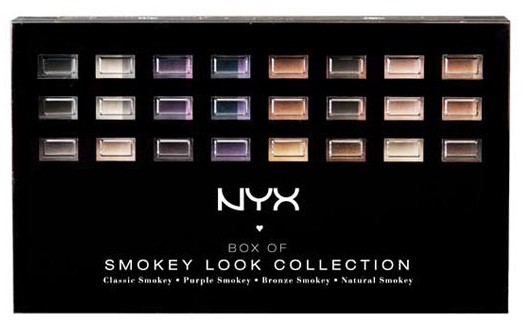 NYX
BOX OF
SMOKEY LOOK COLLECTION
Classic Smokey • Purple Smokey • Bronze Smokey • Natural Smokey